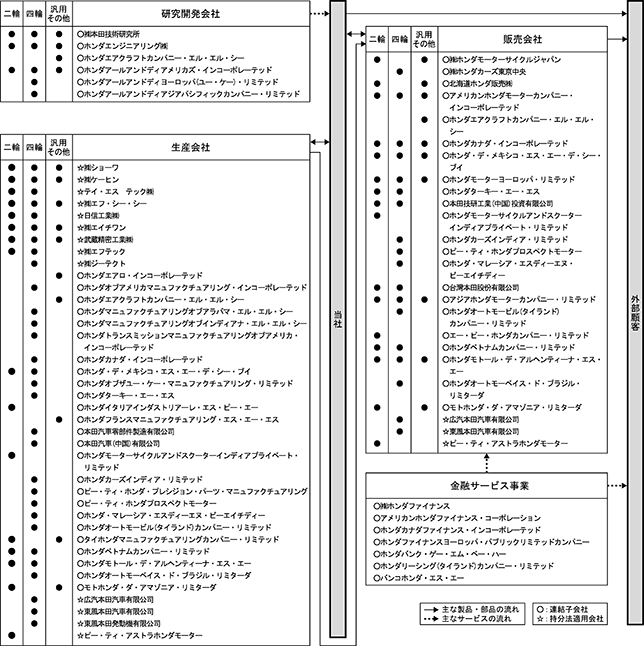 二輪 四輪 汎用その他 研究開発会社
● ● ● ○㈱本田技術研究所
● ● ● ○ホンダエンジニアリング㈱
● ○ホンダエアクラフトカンパニー・エル・エル・シー
● ● ● ○ホンダアールアンドディアメリカズ・インコーポレーテッド
● ○ホンダアールアンドディヨーロッパ(ユー・ケー)・リミテッド
● ○ホンダアールアンドディアジアパシフィックカンパニー・リミテッド
二輪 四輪 汎用その他 生産会社
● ● ● ☆㈱ショーワ
● ● ● ☆㈱ケーヒン
● ● ☆テイ・エス テック㈱
● ● ● ☆㈱エフ・シー・シー
● ● ☆日信工業㈱
● ● ● ☆㈱エイチワン
● ● ● ☆武蔵精密工業㈱
● ● ☆㈱エフテック
● ☆㈱ジーテクト
● ○ホンダエアロ・インコーポレーテッド
● ○ホンダオブアメリカマニュファクチュアリング・インコーポレーテッド
● ○ホンダエアクラフトカンパニー・エル・エル・シー
● ○ホンダマニュファクチュアリングオブアラバマ・エル・エル・シー
● ○ホンダマニュファクチュアリングオブインディアナ・エル・エル・シー
● ○ホンダトランスミッションマニュファクチュアリングオブアメリカ・
インコーポレーテッド
● ○ホンダカナダ・インコーポレーテッド
● ● ○ホンダ・デ・メキシコ・エス・エー・デ・シー・ブイ
● ○ホンダオブザユー・ケー・マニュファクチュアリング・リミテッド
● ○ホンダターキー・エー・エス
● ○ホンダイタリアインダストリアーレ・エス・ピー・エー
● ○ホンダフランスマニュファクチュアリング・エス・エー・エス
● ○本田汽車零部件製造有限公司
● ○本田汽車(中国)有限公司
● ○ホンダモーターサイクルアンドスクーターインディアプライベート・
リミテッド
● ○ホンダカーズインディア・リミテッド
● ○ピー・ティ・ホンダ・プレシジョン・パーツ・マニュファクチュアリング
● ○ピー・ティ・ホンダプロスペクトモーター
● ○ホンダ・マレーシア・エスディーエヌ・ビーエイチディー
● ○ホンダオートモービル(タイランド)カンパニー・リミテッド
● ● ○タイホンダマニュファクチュアリングカンパニー・リミテッド
● ● ○ホンダベトナムカンパニー・リミテッド
● ● ○ホンダモトール・デ・アルヘンティーナ・エス・エー
● ○ホンダオートモーベイス・ド・ブラジル・リミターダ
● ● ○モトホンダ・ダ・アマゾニア・リミターダ
● ☆広汽本田汽車有限公司
● ☆東風本田汽車有限公司
● ☆東風本田発動機有限公司
● ☆ピー・ティ・アストラホンダモーター
当社
二輪 四輪 汎用その他 販売会社
● ● ○㈱ホンダモーターサイクルジャパン
● ○㈱ホンダカーズ東京中央
● ● ○北海道ホンダ販売㈱
● ● ● ○アメリカンホンダモーターカンパニー・
インコーポレーテッド
● ○ホンダエアクラフトカンパニー・エル・エル・
シー
● ● ● ○ホンダカナダ・インコーポレーテッド
● ● ● ○ホンダ・デ・メキシコ・エス・エー・デ・シー・
ブイ
● ● ● ○ホンダモーターヨーロッパ・リミテッド
● ● ○ホンダターキー・エー・エス
● ● ○本田技研工業(中国)投資有限公司
● ○ホンダモーターサイクルアンドスクーター
インディアプライベート・リミテッド
● ○ホンダカーズインディア・リミテッド
● ○ピー・ティ・ホンダプロスペクトモーター
● ○ホンダ・マレーシア・エスディーエヌ・
ビーエイチディー
● ● ○台灣本田股份有限公司
● ● ● ○アジアホンダモーターカンパニー・リミテッド
● ○ホンダオートモービル(タイランド)
カンパニー・リミテッド
● ○エー・ピー・ホンダカンパニー・リミテッド
● ● ○ホンダベトナムカンパニー・リミテッド
● ● ● ○ホンダモトール・デ・アルヘンティーナ・エス・
エー
● ○ホンダオートモーベイス・ド・ブラジル・
リミターダ
● ● ○モトホンダ・ダ・アマゾニア・リミターダ
● ☆広汽本田汽車有限公司
● ☆東風本田汽車有限公司
● ☆ピー・ティ・アストラホンダモーター
金融サービス事業
○㈱ホンダファイナンス
○アメリカンホンダファイナンス・コーポレーション
○ホンダカナダファイナンス・インコーポレーテッド
○ホンダファイナンスヨーロッパ・パブリックリミテッドカンパニー
○ホンダバンク・ゲー・エム・ベー・ハー
○ホンダリーシング(タイランド)カンパニー・リミテッド
○バンコホンダ・エス・エー
外部顧客
主な製品・部品の流れ
主なサービスの流れ
○:連結子会社
☆:持分法適用会社